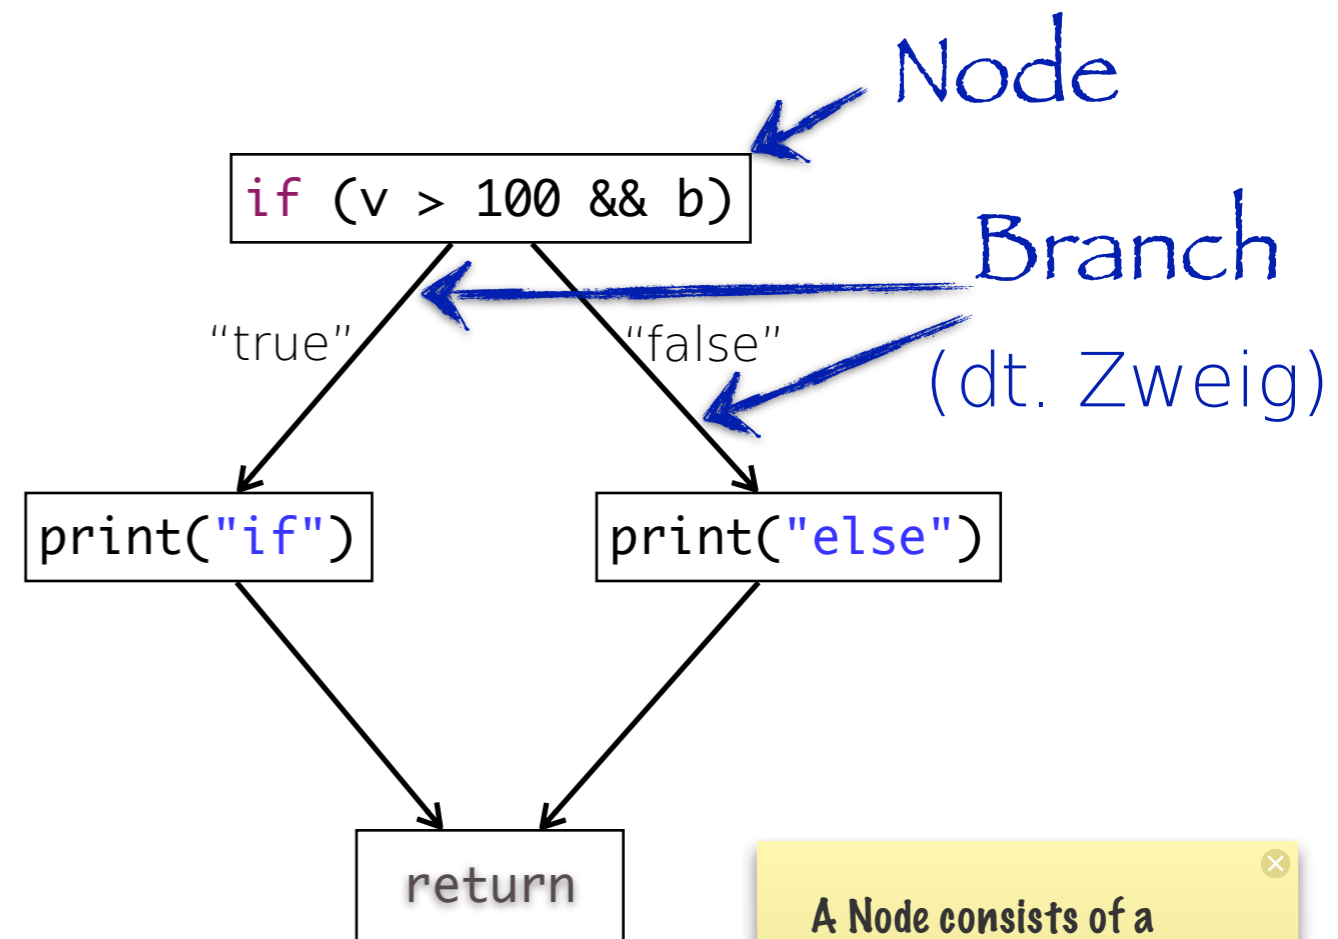 Node
if (v > 100 && b)
Branch
(dt. Zweig)
“true”
“false”
print("if")
print("else")
return
A Node consists of a